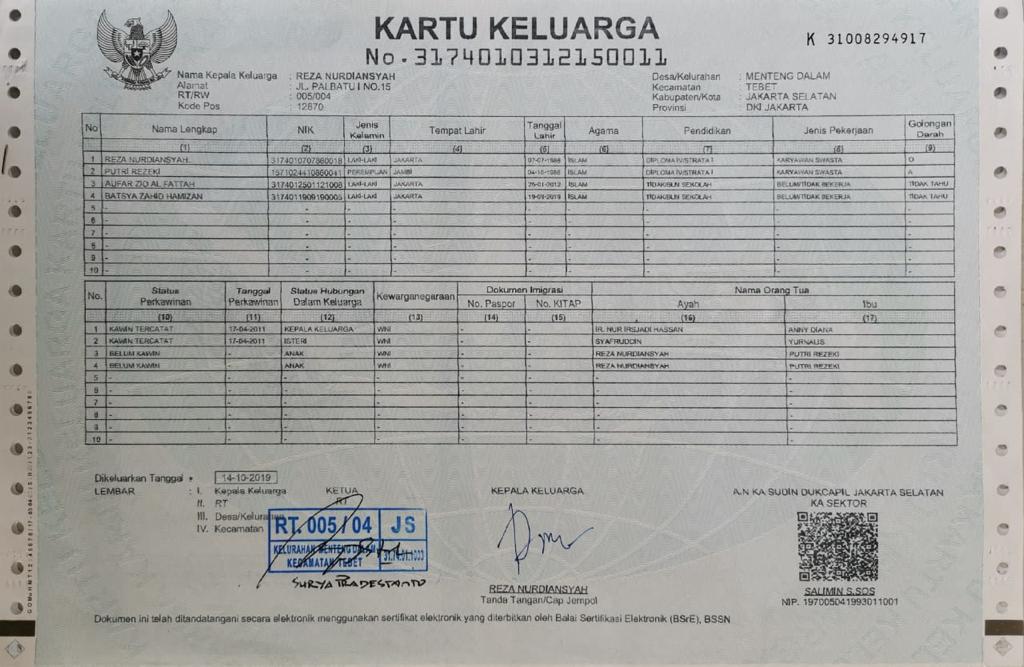 KARTU KELUARGA
No. 3174010312150011
K 31008294917
Nama Kepala Keluarga : REZA NURDIANSYAH
Alamat : JL. PALBATU I NO.15
RT/RW : 005/004
Kode Pos : 12870
Desa/Kelurahan : MENTENG DALAM
Kecamatan : TEBET
Kabupaten/Kota : JAKARTA SELATAN
Provinsi : DKI JAKARTA
No Nama Lengkap NIK Jenis Kelamin Tempat Lahir Tanggal Lahir Agama Pendidikan Jenis Pekerjaan Golongan Darah
(1) (2) (3) (4) (5) (6) (7) (8) (9)
1 REZA NURDIANSYAH LAKI-LAKI JAKARTA ISLAM DIPLOMA IV/STRATA I KARYAWAN SWASTA O
2 PUTRI REZEKI PEREMPUAN JAMBI ISLAM DIPLOMA IV/STRATA I KARYAWAN SWASTA A
3 AUFAR ZIO AL FATTAH 3174012501121008 LAKI-LAKI JAKARTA 25-01-2012 ISLAM TIDAK/BLM SEKOLAH BELUM/TIDAK BEKERJA TIDAK TAHU
4 BATSYA ZAHID HAMIZAN 3174011909190005 LAKI-LAKI JAKARTA 19-09-2019 ISLAM TIDAK/BLM SEKOLAH BELUM/TIDAK BEKERJA TIDAK TAHU
5 - - - - - - - - -
6 - - - - - - - - -
7 - - - - - - - - -
8 - - - - - - - - -
9 - - - - - - - - -
10 - - - - - - - - -
No. Status Perkawinan Tanggal Perkawinan Status Hubungan Dalam Keluarga Kewarganegaraan Dokumen Imigrasi Nama Orang Tua
No. Paspor No. KITAP Ayah Ibu
(10) (11) (12) (13) (14) (15) (16) (17)
1 KAWIN TERCATAT 17-04-2011 KEPALA KELUARGA WNI - - IR. NUR IRSJADI HASSAN ANNY DIANA
2 KAWIN TERCATAT 17-04-2011 ISTERI WNI - - SYAFRUDDIN YURNALIS
3 BELUM KAWIN - ANAK WNI - - REZA NURDIANSYAH PUTRI REZEKI
4 BELUM KAWIN - ANAK WNI - - REZA NURDIANSYAH PUTRI REZEKI
5 - - - - - - - -
6 - - - - - - - -
7 - - - - - - - -
8 - - - - - - - -
9 - - - - - - - -
10 - - - - - - - -
Dikeluarkan Tanggal : 14-10-2019
LEMBAR : I. Kepala Keluarga
II. RT
III. Desa/Kelurahan
IV. Kecamatan
KETUA
RT
RT. 005 / 04 JS
KELURAHAN MENTENG DALAM
KECAMATAN TEBET
SURYA PRADESTANTO
KEPALA KELUARGA
REZA NURDIANSYAH
Tanda Tangan/Cap Jempol
A.N KA SUDIN DUKCAPIL JAKARTA SELATAN
KA SEKTOR
SALIMIN S.SOS
NIP. 197005041993011001
Dokumen ini telah ditandatangani secara elektronik menggunakan sertifikat elektronik yang diterbitkan oleh Balai Sertifikasi Elektronik (BSrE), BSSN